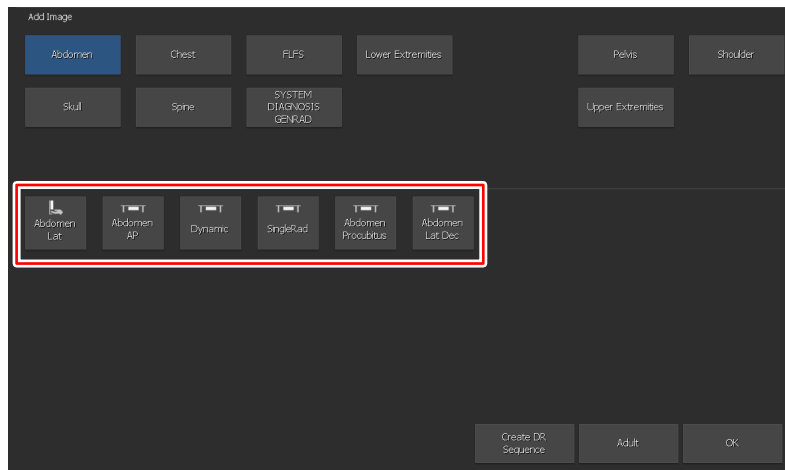 Add Image
Abdomen
Chest
FLFS
Lower Extremities
Pelvis
Shoulder
Skull
Spine
SYSTEM
DIAGNOSIS
GENRAD
Upper Extremities
Abdomen
Lat
Abdomen
AP
Dynamic
SingleRad
Abdomen
Procubitus
Abdomen
Lat Dec
Create DR
Sequence
Adult
OK